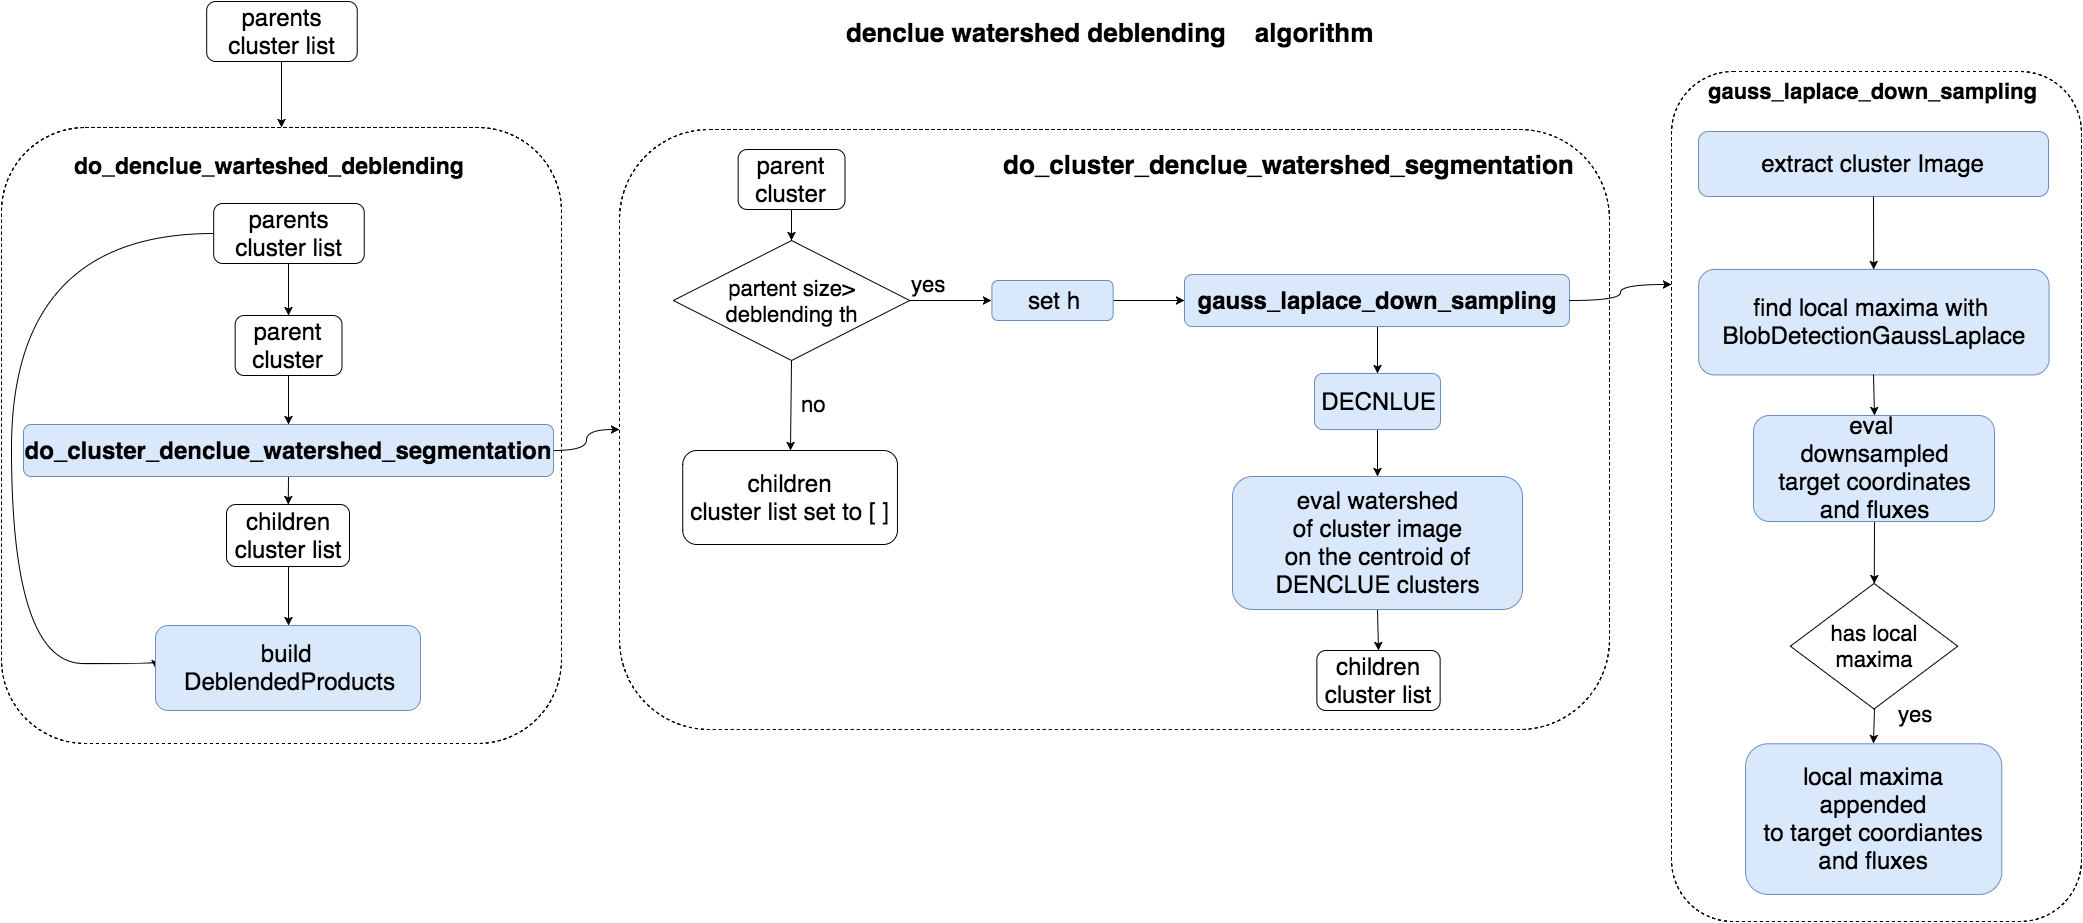 denclue watershed deblending algorithm
parents
cluster list
do_denclue_warteshed_deblending
parents
cluster list
parent
cluster
do_cluster_denclue_watershed_segmentation
children
cluster list
build
DeblendedProducts
do_cluster_denclue_watershed_segmentation
parent
cluster
partent size>
deblending th
yes
no
children
cluster list set to [ ]
set h
gauss_laplace_down_sampling
DECNLUE
eval watershed
of cluster image
on the centroid of
DENCLUE clusters
children
cluster list
gauss_laplace_down_sampling
extract cluster Image
find local maxima with
BlobDetectionGaussLaplace
eval
downsampled
target coordinates
and fluxes
has local
maxima
yes
local maxima
appended
to target coordiantes
and fluxes